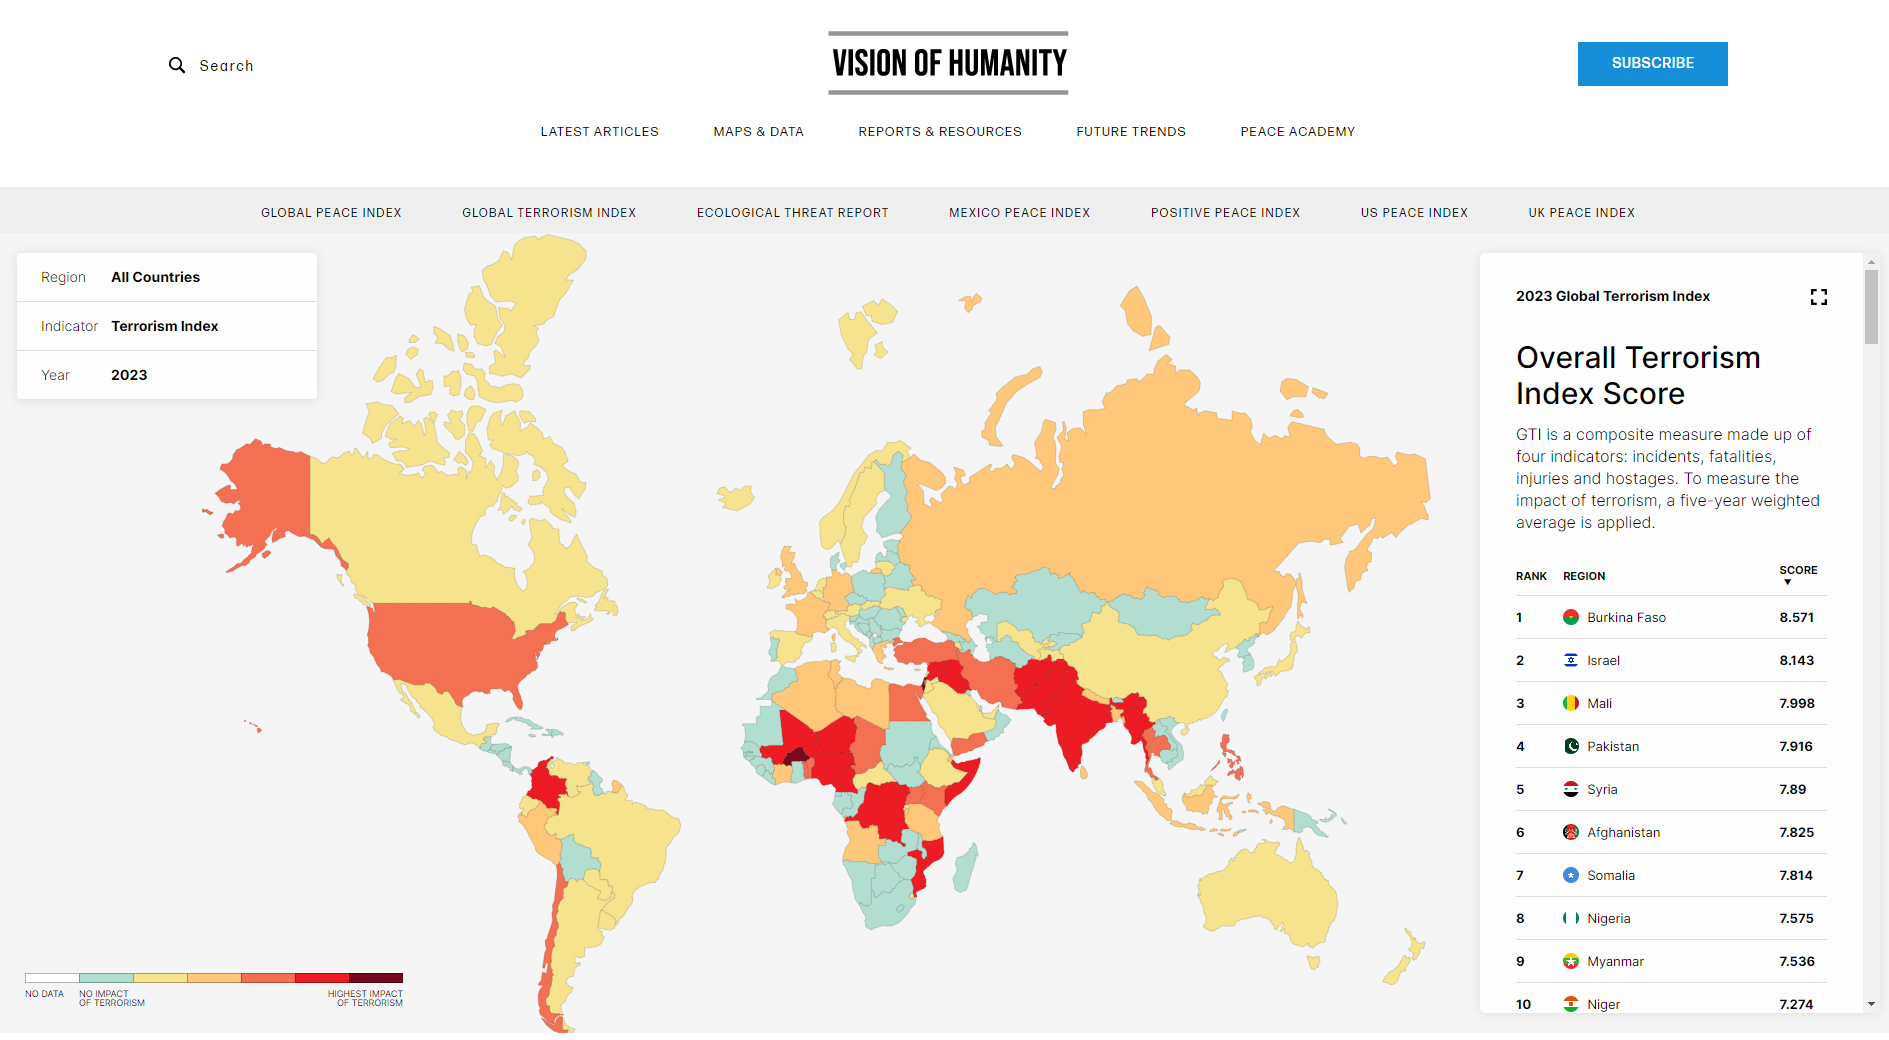 Search
VISION OF HUMANITY
SUBSCRIBE
LATEST ARTICLES
MAPS & DATA
REPORTS & RESOURCES
FUTURE TRENDS
PEACE ACADEMY
GLOBAL PEACE INDEX
GLOBAL TERRORISM INDEX
ECOLOGICAL THREAT REPORT
MEXICO PEACE INDEX
POSITIVE PEACE INDEX
US PEACE INDEX
UK PEACE INDEX
Region All Countries
Indicator Terrorism Index
Year 2023
NO DATA
NO IMPACT
OF TERRORISM
HIGHEST IMPACT
OF TERRORISM
2023 Global Terrorism Index
Overall Terrorism
Index Score
GTI is a composite measure made up of
four indicators: incidents, fatalities,
injuries and hostages. To measure the
impact of terrorism, a five-year weighted
average is applied.
RANK REGION SCORE
1 Burkina Faso 8.571
2 Israel 8.143
3 Mali 7.998
4 Pakistan 7.916
5 Syria 7.89
6 Afghanistan 7.825
7 Somalia 7.814
8 Nigeria 7.575
9 Myanmar 7.536
10 Niger 7.274